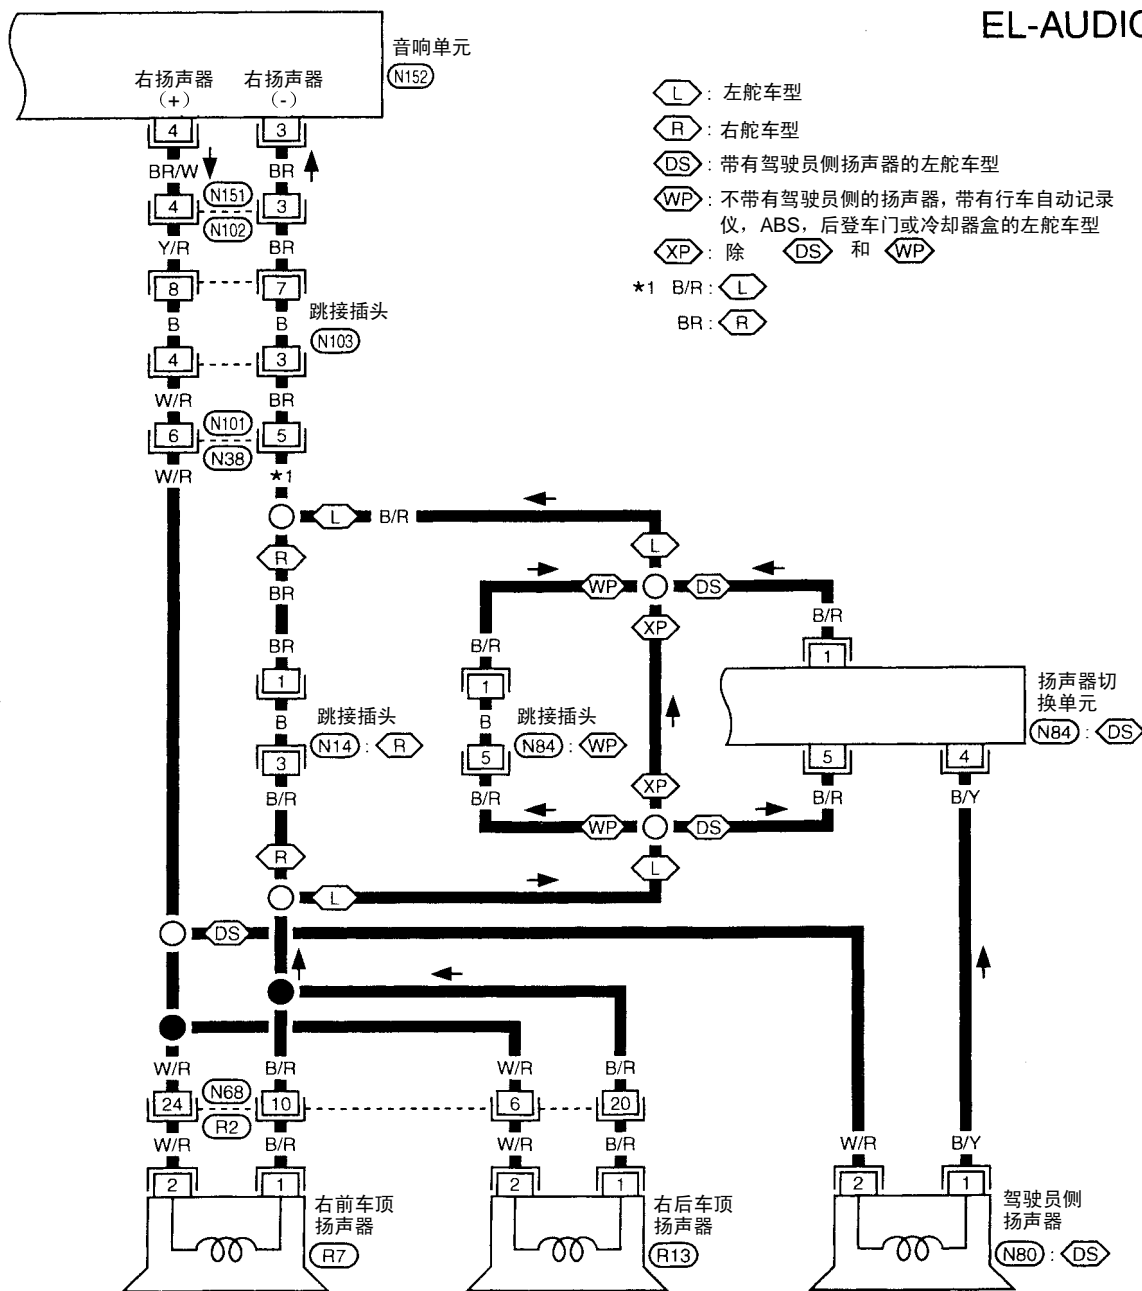 EL-AUDIO
音响单元
N152
右扬声器
(+)
右扬声器
(-)
4
3
BR/W
BR
N151
4
3
N102
Y/R
BR
8
7
跳接插头
N103
B
B
4
3
W/R
BR
N101
6
5
N38
W/R
*1
L : 左舵车型
R : 右舵车型
DS : 带有驾驶员侧扬声器的左舵车型
WP : 不带有驾驶员侧的扬声器，带有行车自动记录
仪，ABS，后登车门或冷却器盒的左舵车型
XP : 除 DS 和 WP
*1 B/R : L
BR : R
L
B/R
R
BR
BR
1
B
跳接插头
N14 : R
3
B/R
R
L
L
WP
DS
XP
B/R
1
B
跳接插头
N84 : WP
5
B/R
XP
WP
DS
L
B/R
1
扬声器切
换单元
N84 : DS
5
4
B/R
B/Y
DS
W/R
B/R
W/R
B/R
N68
24
10
6
20
R2
W/R
B/R
W/R
B/R
W/R
B/Y
2
1
右前车顶
扬声器
R7
2
1
右后车顶
扬声器
R13
2
1
驾驶员侧
扬声器
N80 : DS